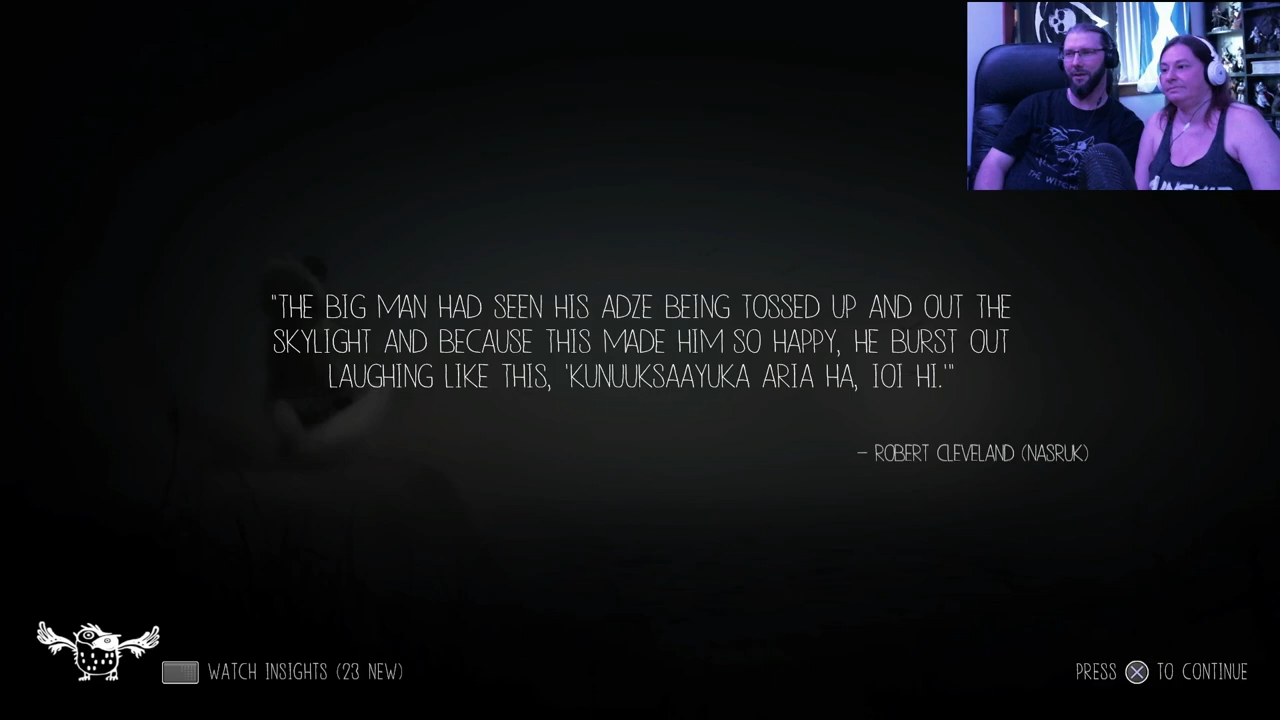 "THE BIG MAN HAD SEEN HIS ADZE BEING TOSSED UP AND OUT THE
SKYLIGHT AND BECAUSE THIS MADE HIM SO HAPPY, HE BURST OUT
LAUGHING LIKE THIS, 'KUNUUKSAAYUKA ARIA HA, IOI HI.'"
– ROBERT CLEVELAND (NASRUK)
WATCH INSIGHTS (23 NEW)
PRESS TO CONTINUE
THE WITCH